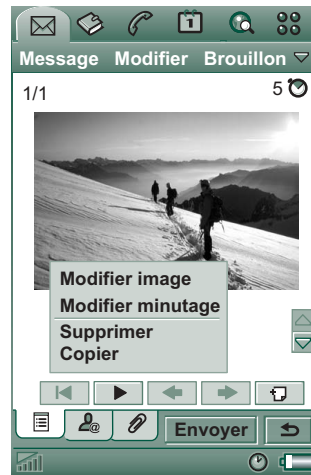 Message Modifier Brouillon
1/1 5
Modifier image
Modifier minutage
Supprimer
Copier
Envoyer